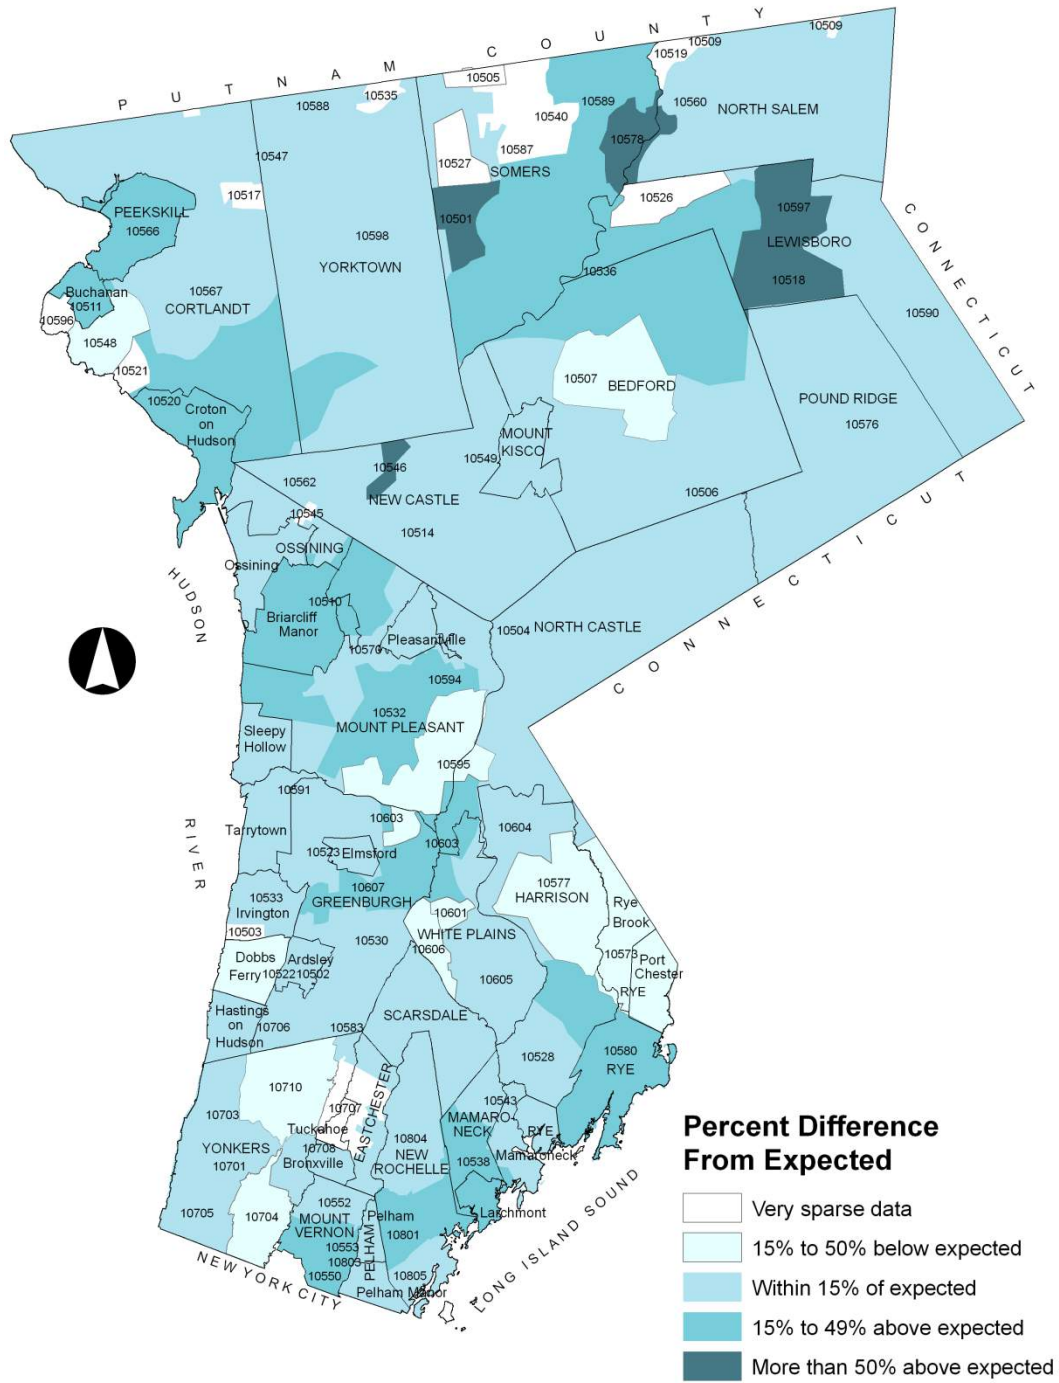 PUTNAM COUNTY
10509
10509
10519
10505
10535
10588
10589
10560
NORTH SALEM
10540
10578
10587
10547
10527
SOMERS
10517
10526
10597
PEEKSKILL
10566
10501
LEWISBORO
10598
YORKTOWN
10536
10518
CONNECTICUT
Buchanan
10511
10567
CORTLANDT
10590
10596
10548
10521
10507
BEDFORD
POUND RIDGE
10576
10520
Croton
on
Hudson
MOUNT
KISCO
10549
10546
10562
NEW CASTLE
10506
10545
10514
CONNECTICUT
OSSINING
Ossining
HUDSON
10510
Briarcliff
Manor
10504
NORTH CASTLE
Pleasantville
10570
10594
10532
MOUNT PLEASANT
Sleepy
Hollow
10595
10591
10603
Tarrytown
10604
10603
10523
Elmsford
RIVER
10607
GREENBURGH
10577
HARRISON
10533
Irvington
10601
Rye
Brook
10503
10530
WHITE PLAINS
10606
Dobbs
Ferry
Ardsley
10522
10502
10573
Port
Chester
10605
RYE
Hastings
on
Hudson
SCARSDALE
10706
10583
10580
RYE
10528
10710
10543
10707
EASTCHESTER
MAMARO-
NECK
10703
Tuckahoe
RYE
YONKERS
10701
10708
Bronxville
10804
NEW
ROCHELLE
Mamaroneck
10538
10705
10704
10552
MOUNT
VERNON
Pelham
Larchmont
10801
PELHAM
10553
10803
10550
10805
Pelham Manor
NEW YORK CITY
LONG ISLAND SOUND
Percent Difference
From Expected
Very sparse data
15% to 50% below expected
Within 15% of expected
15% to 49% above expected
More than 50% above expected